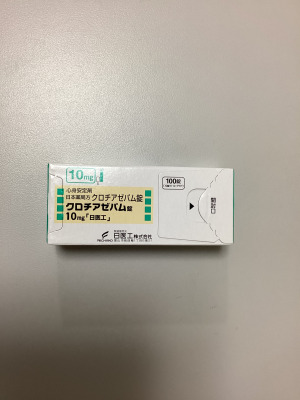 10mg
心身安定剤
日本薬局方 クロチアゼパム錠
クロチアゼパム錠
10mg「日医工」
100錠
開封口
日医工株式会社
NICHIIKO